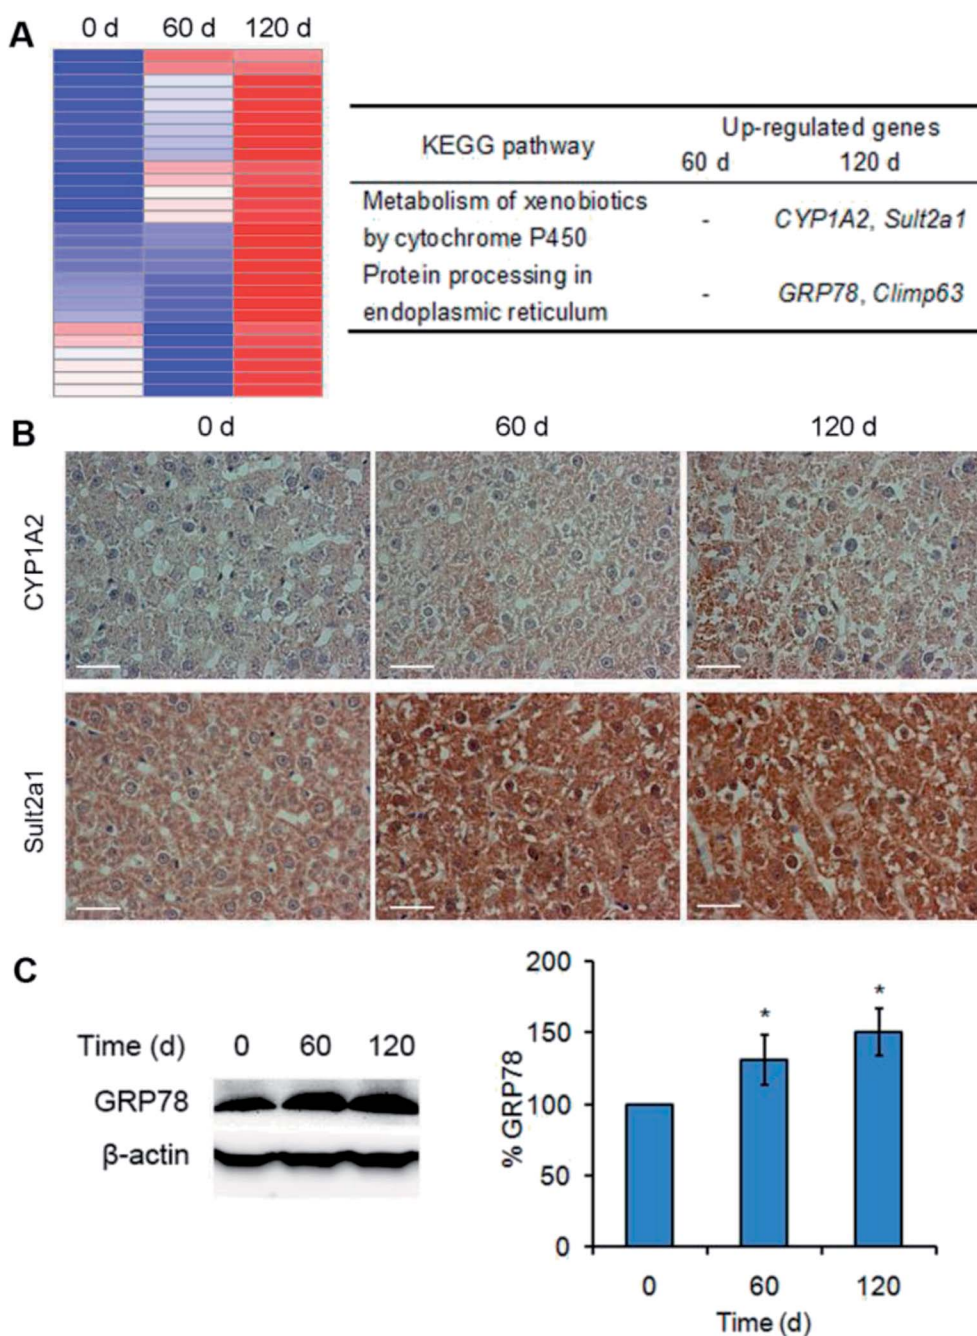 A
0 d 60 d 120 d
KEGG pathway
Up-regulated genes
60 d 120 d
Metabolism of xenobiotics
by cytochrome P450
- CYP1A2, Sult2a1
Protein processing in
endoplasmic reticulum
- GRP78, Climp63
B
0 d 60 d 120 d
CYP1A2
Sult2a1
C
Time (d) 0 60 120
GRP78
β-actin
% GRP78
200
150
100
50
0
* *
0 60 120
Time (d)